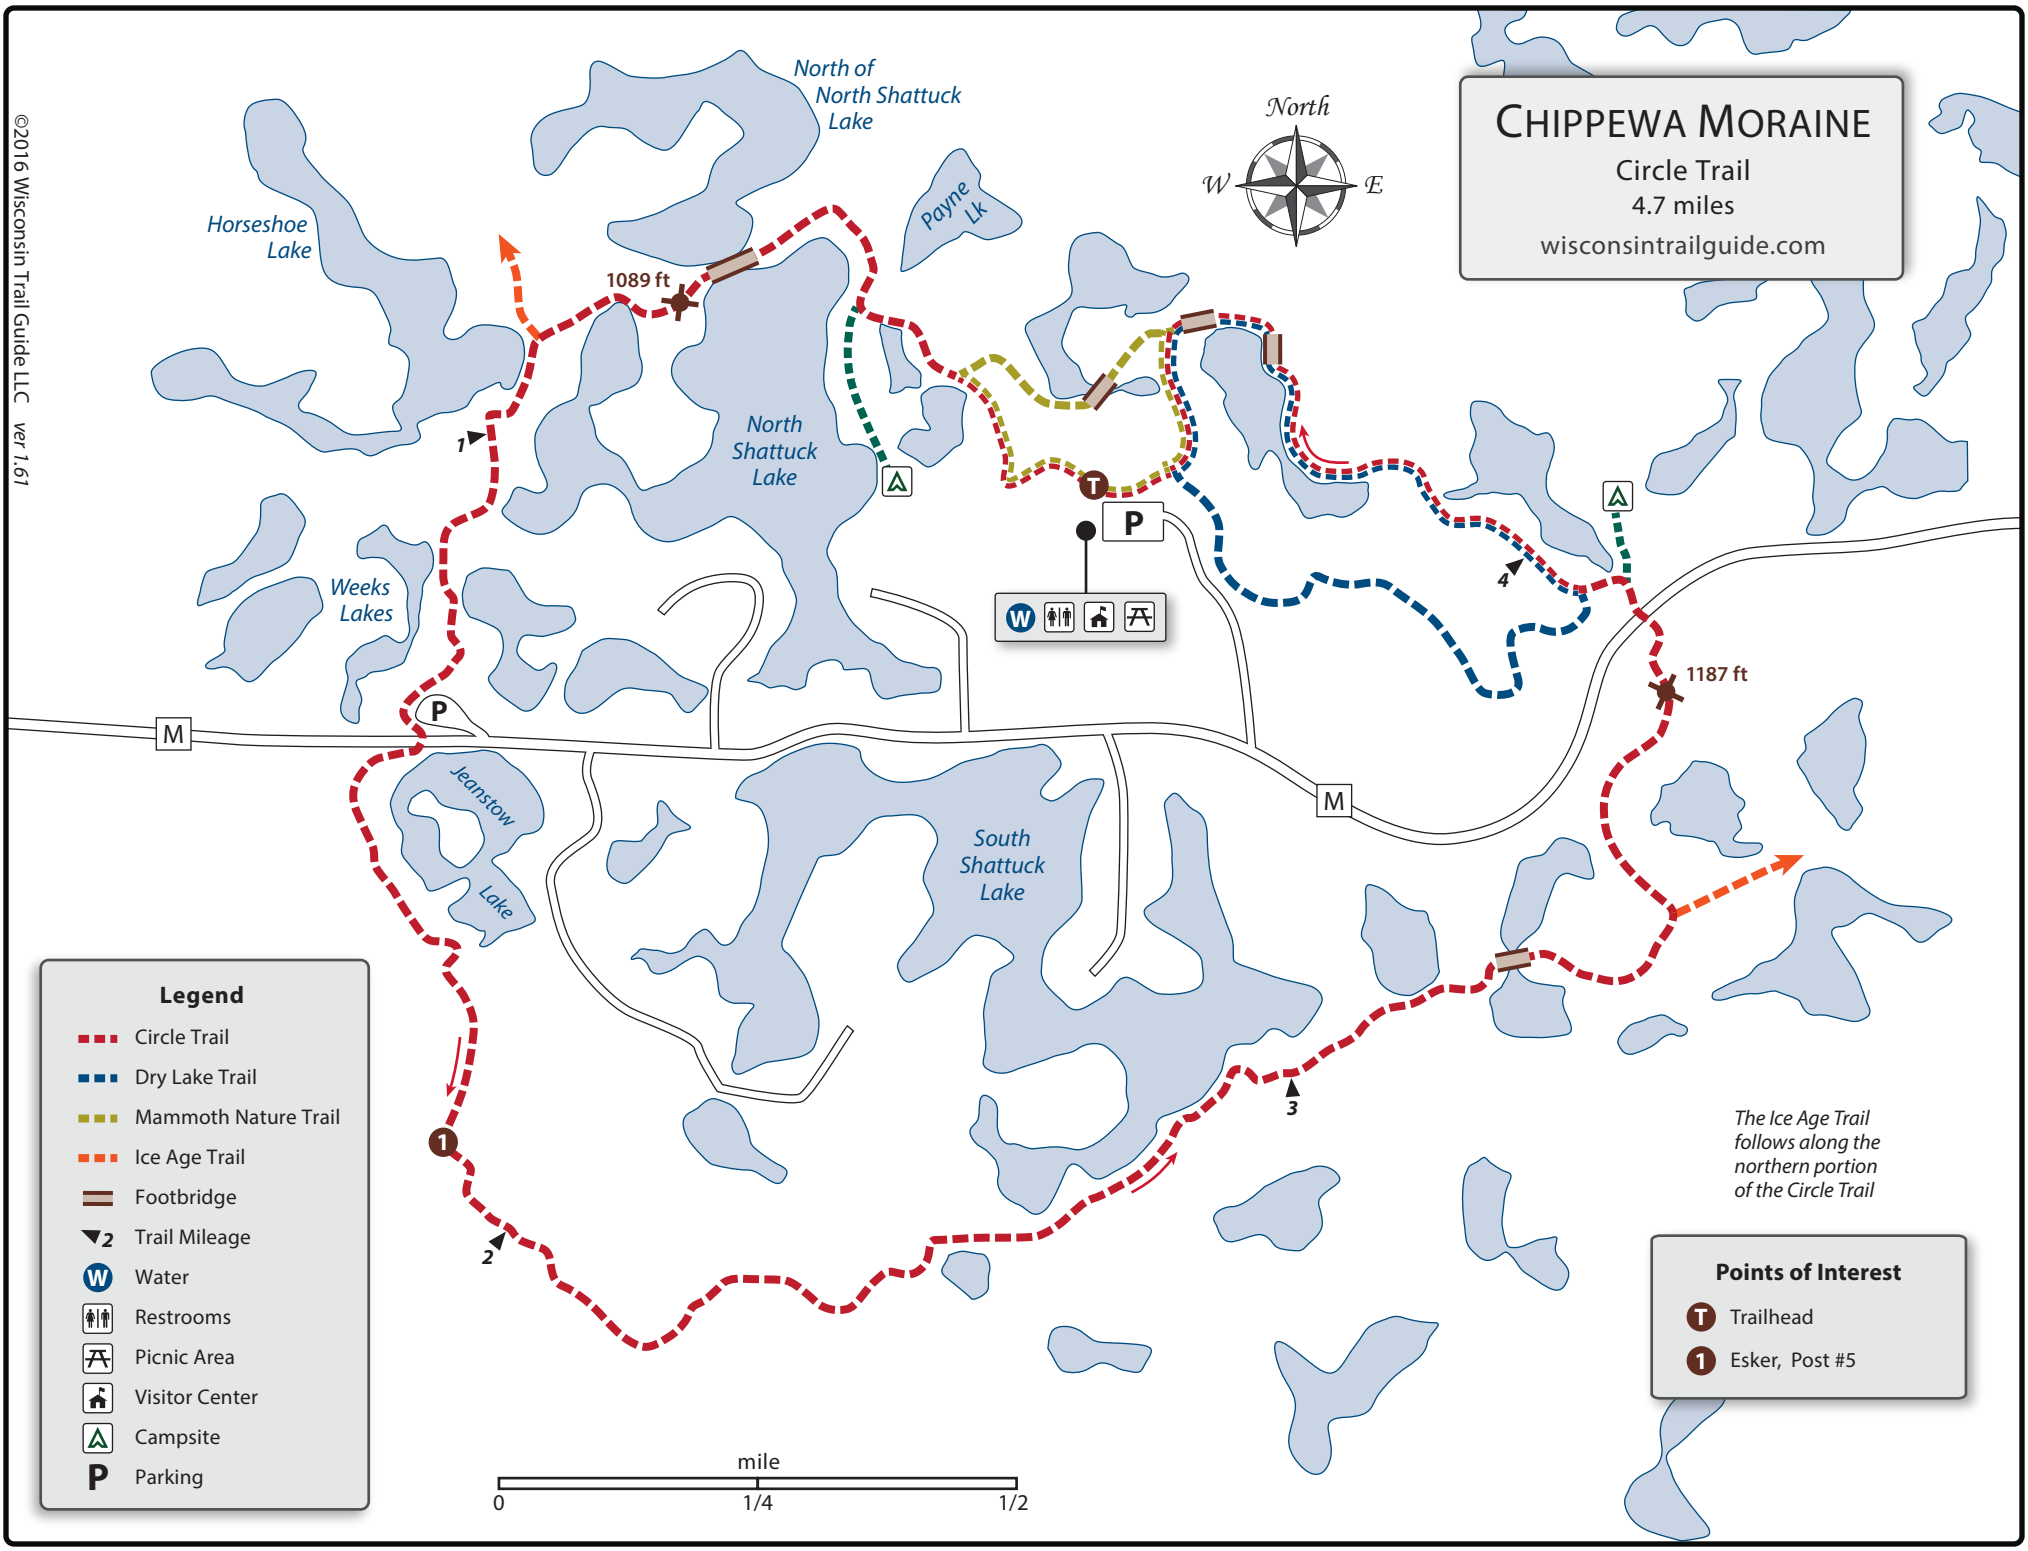 CHIPPEWA MORAINE
Circle Trail
4.7 miles
wisconsintrailguide.com
North
W
E
©2016 Wisconsin Trail Guide LLC ver 1.61
North of
North Shattuck
Lake
Payne
Lk
Horseshoe
Lake
1089 ft
1
North
Shattuck
Lake
T
P
W
4
1187 ft
Weeks
Lakes
P
M
M
Jeanstow
Lake
South
Shattuck
Lake
1
2
3
Legend
Circle Trail
Dry Lake Trail
Mammoth Nature Trail
Ice Age Trail
Footbridge
2 Trail Mileage
W Water
Restrooms
Picnic Area
Visitor Center
Campsite
P Parking
The Ice Age Trail
follows along the
northern portion
of the Circle Trail
Points of Interest
T Trailhead
1 Esker, Post #5
mile
0 1/4 1/2